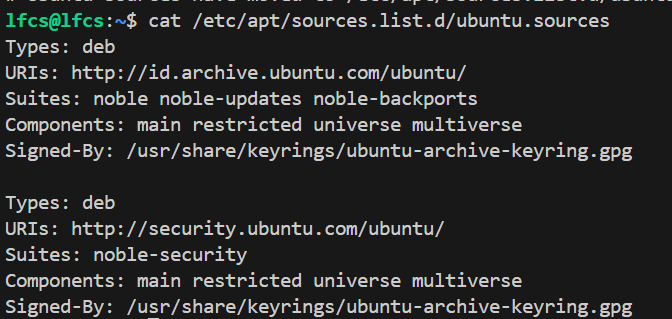 lfcs@lfcs:~$ cat /etc/apt/sources.list.d/ubuntu.sources
Types: deb
URIs: http://id.archive.ubuntu.com/ubuntu/
Suites: noble noble-updates noble-backports
Components: main restricted universe multiverse
Signed-By: /usr/share/keyrings/ubuntu-archive-keyring.gpg

Types: deb
URIs: http://security.ubuntu.com/ubuntu/
Suites: noble-security
Components: main restricted universe multiverse
Signed-By: /usr/share/keyrings/ubuntu-archive-keyring.gpg